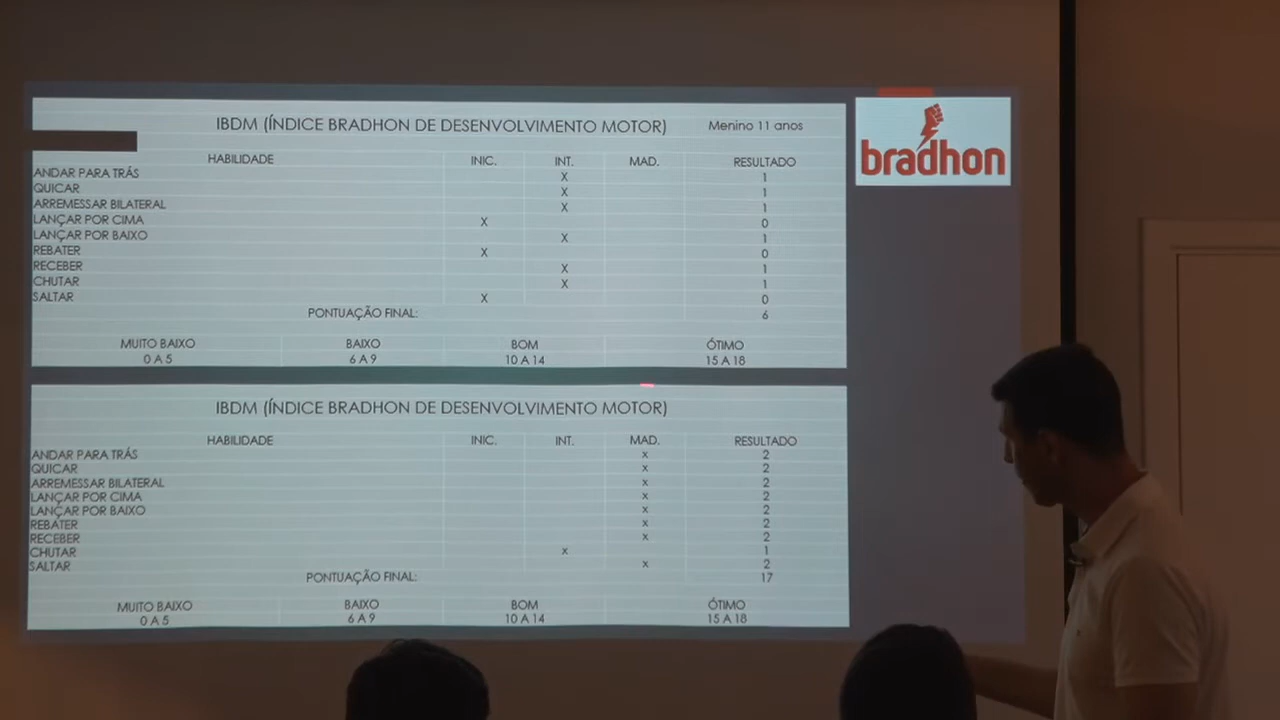 IBDM (ÍNDICE BRADHON DE DESENVOLVIMENTO MOTOR) Menino 11 anos
bradhon
HABILIDADE INIC. INT. MAD. RESULTADO
ANDAR PARA TRÁS X 1
QUICAR X 1
ARREMESSAR BILATERAL X 1
LANÇAR POR CIMA X 0
LANÇAR POR BAIXO X 1
REBATER X 0
RECEBER X 1
CHUTAR X 1
SALTAR X 0
PONTUAÇÃO FINAL: 6
MUITO BAIXO BAIXO BOM ÓTIMO
0 A 5 6 A 9 10 A 14 15 A 18
IBDM (ÍNDICE BRADHON DE DESENVOLVIMENTO MOTOR)
HABILIDADE INIC. INT. MAD. RESULTADO
ANDAR PARA TRÁS x 2
QUICAR x 2
ARREMESSAR BILATERAL x 2
LANÇAR POR CIMA x 2
LANÇAR POR BAIXO x 2
REBATER x 2
RECEBER x 2
CHUTAR x 1
SALTAR x 2
PONTUAÇÃO FINAL: 17
MUITO BAIXO BAIXO BOM ÓTIMO
0 A 5 6 A 9 10 A 14 15 A 18